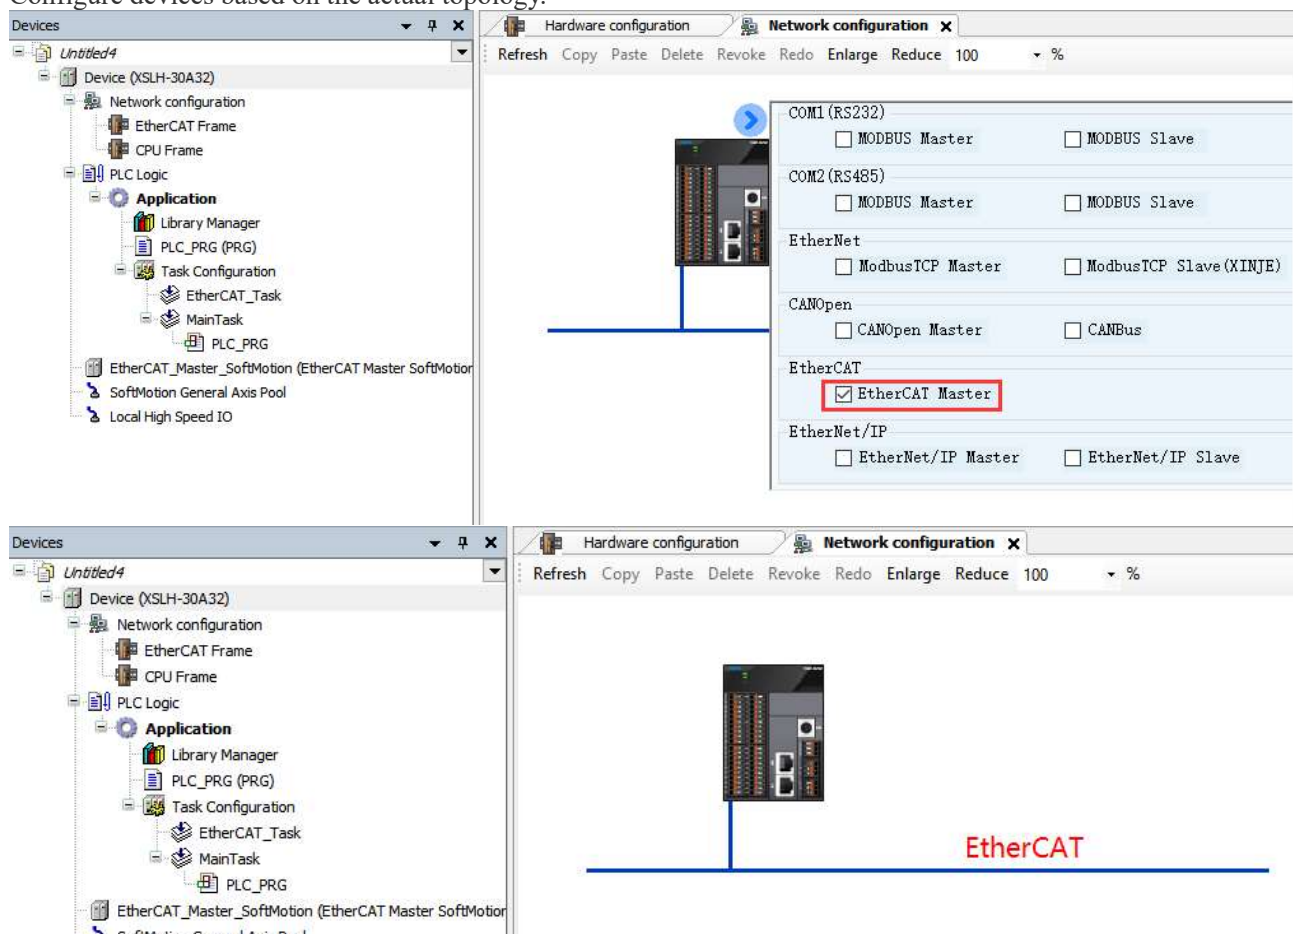 Configure devices based on the actual topology.
Devices
Hardware configuration
Network configuration
Untitled4
Refresh Copy Paste Delete Revoke Redo Enlarge Reduce 100 %
Device (XSLH-30A32)
Network configuration
EtherCAT Frame
CPU Frame
PLC Logic
Application
Library Manager
PLC_PRG (PRG)
Task Configuration
EtherCAT_Task
MainTask
PLC_PRG
EtherCAT_Master_SoftMotion (EtherCAT Master SoftMotion
SoftMotion General Axis Pool
Local High Speed IO
COM1(RS232)
MODBUS Master MODBUS Slave
COM2(RS485)
MODBUS Master MODBUS Slave
EtherNet
ModbusTCP Master ModbusTCP Slave(XINJE)
CANOpen
CANOpen Master CANBus
EtherCAT
EtherCAT Master
EtherNet/IP
EtherNet/IP Master EtherNet/IP Slave
Devices
Hardware configuration
Network configuration
Untitled4
Refresh Copy Paste Delete Revoke Redo Enlarge Reduce 100 %
Device (XSLH-30A32)
Network configuration
EtherCAT Frame
CPU Frame
PLC Logic
Application
Library Manager
PLC_PRG (PRG)
Task Configuration
EtherCAT_Task
MainTask
PLC_PRG
EtherCAT_Master_SoftMotion (EtherCAT Master SoftMotion
SoftMotion General Axis Pool
EtherCAT